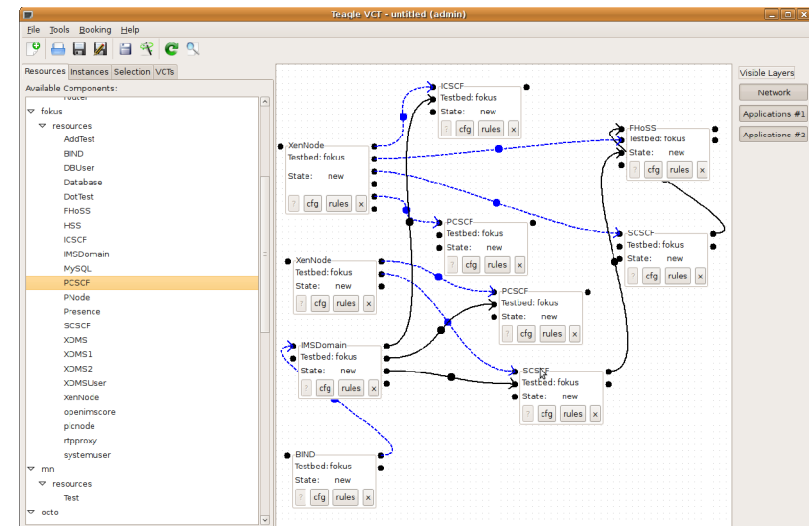 Teagle VCT - untitled (admin)
File Tools Booking Help
Resources Instances Selection VCTs
Available Components:
router
fokus
resources
AddTest
BIND
DBUser
Database
DotTest
FHoSS
HSS
ICSCF
IMSDomain
MySQL
PCSCF
PNode
Presence
SCSCF
XDMS
XDMS1
XDMS2
XDMSUser
XenNode
openimscore
picnode
rtpproxy
systemuser
mn
resources
Test
octo
ICSCF
Testbed: fokus
State: new
? cfg rules x
XenNode
Testbed: fokus
State: new
? cfg rules x
FHoSS
Testbed: fokus
State: new
? cfg rules x
PCSCF
Testbed: fokus
State: new
? cfg rules x
SCSCF
Testbed: fokus
State: new
? cfg rules x
XenNode
Testbed: fokus
State: new
? cfg rules x
PCSCF
Testbed: fokus
State: new
? cfg rules x
IMSDomain
Testbed: fokus
State: new
? cfg rules x
SCSCF
Testbed: fokus
State: new
? cfg rules x
BIND
Testbed: fokus
State: new
? cfg rules x
Visible Layers
Network
Applications #1
Applications #2